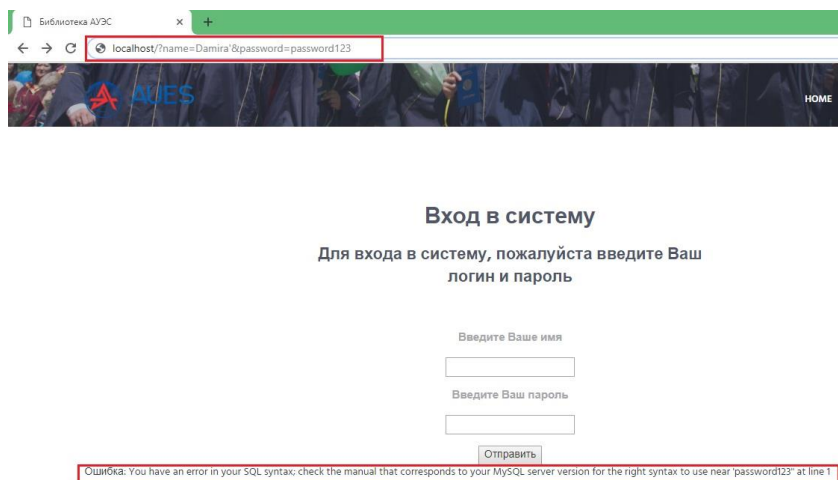 Библиотека АУЭС
localhost/?name=Damira'&password=password123
AUES
HOME
Вход в систему
Для входа в систему, пожалуйста введите Ваш
логин и пароль
Введите Ваше имя
Введите Ваш пароль
Отправить
Ошибка: You have an error in your SQL syntax; check the manual that corresponds to your MySQL server version for the right syntax to use near 'password123'' at line 1